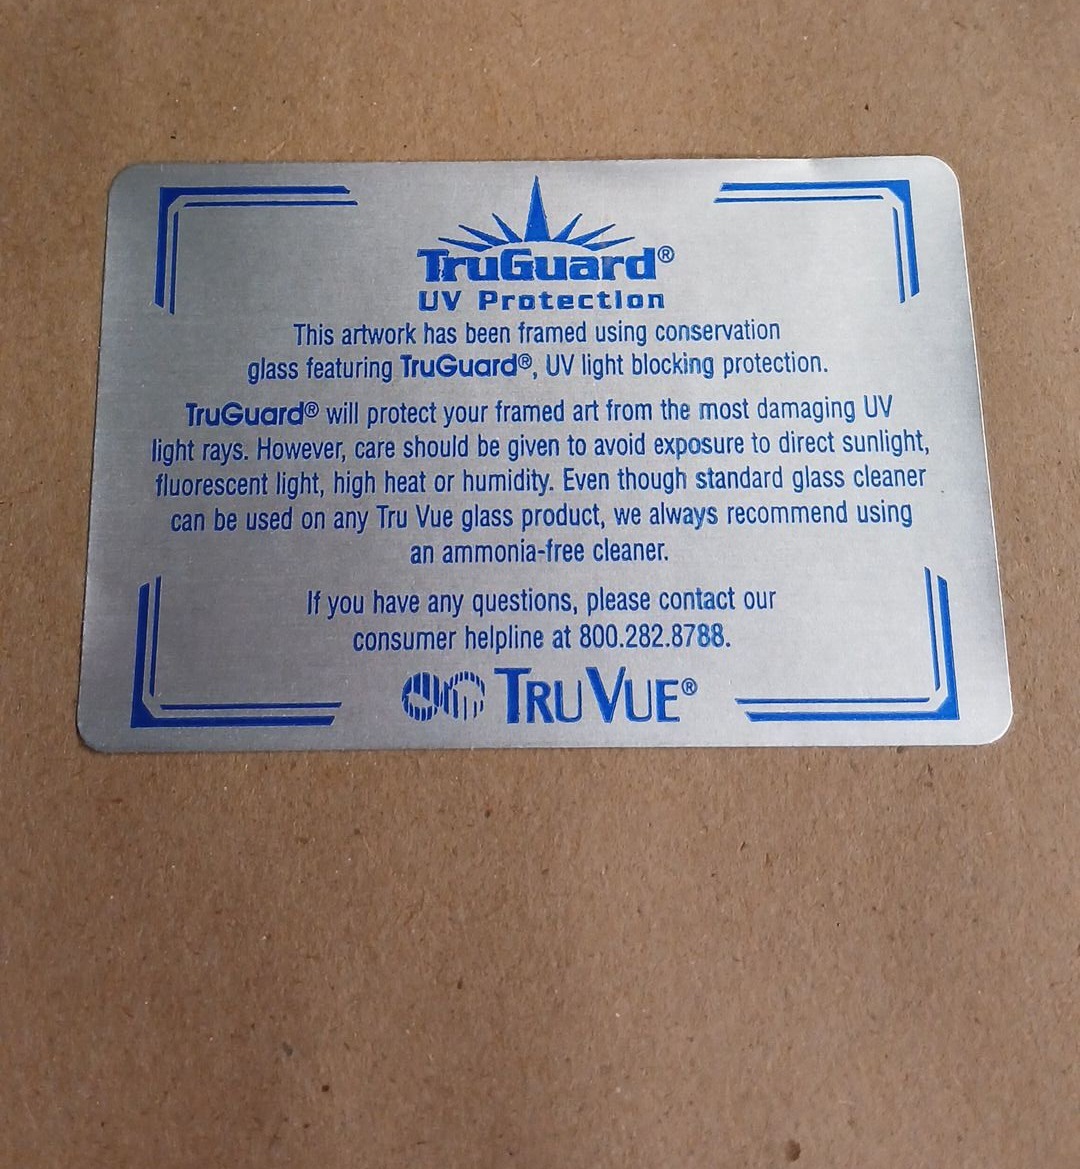 TruGuard®
UV Protection
This artwork has been framed using conservation
glass featuring TruGuard®, UV light blocking protection.
TruGuard® will protect your framed art from the most damaging UV
light rays. However, care should be given to avoid exposure to direct sunlight,
fluorescent light, high heat or humidity. Even though standard glass cleaner
can be used on any Tru Vue glass product, we always recommend using
an ammonia-free cleaner.
If you have any questions, please contact our
consumer helpline at 800.282.8788.
TRU VUE®